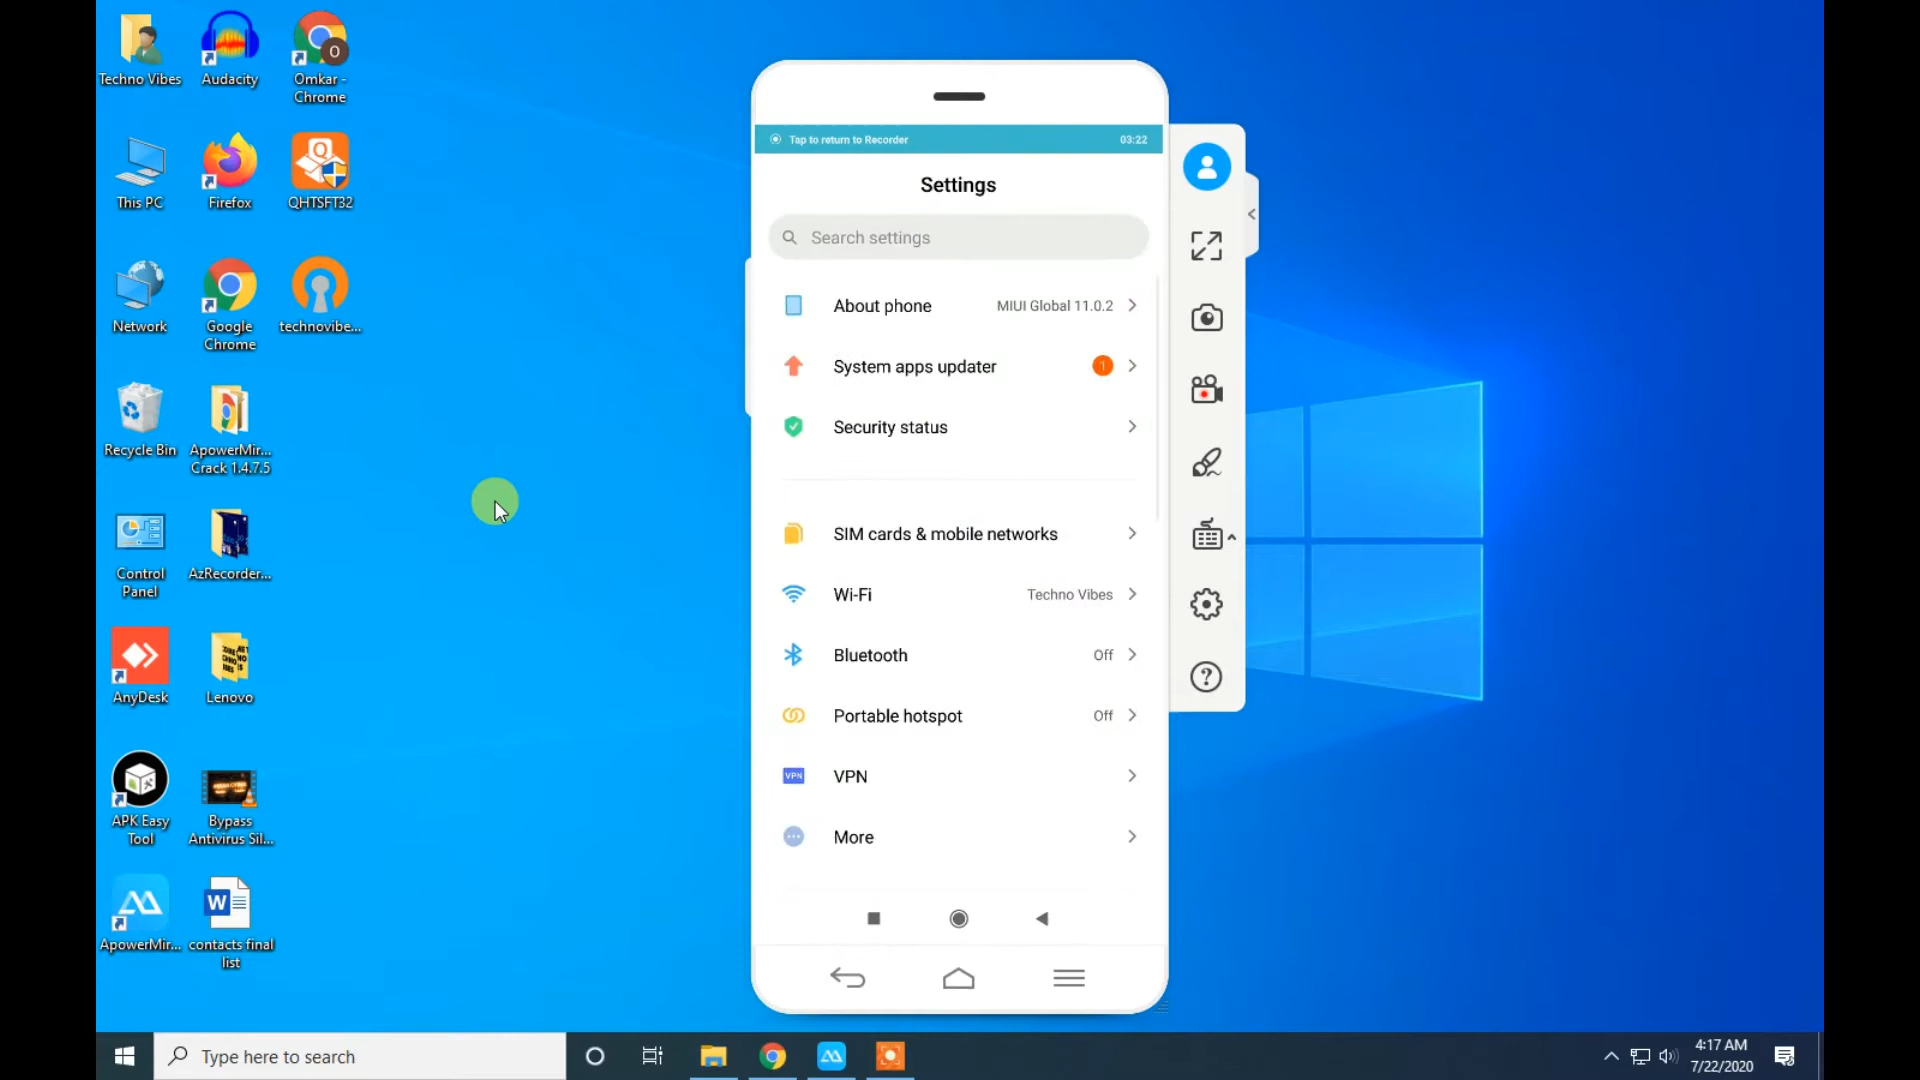 Techno Vibes
Audacity
Omkar -
Chrome
This PC
Firefox
QHTSFT32
Network
Google
Chrome
technovibe...
Recycle Bin
ApowerMir...
Crack 1.4.7.5
Control
Panel
AzRecorder...
AnyDesk
Lenovo
APK Easy
Tool
Bypass
Antivirus Sil...
ApowerMir...
contacts final
list
Tap to return to Recorder 03:22
Settings
Search settings
About phone MIUI Global 11.0.2
System apps updater 1
Security status
SIM cards & mobile networks
Wi-Fi Techno Vibes
Bluetooth Off
Portable hotspot Off
VPN VPN
More
Type here to search
4:17 AM
7/22/2020